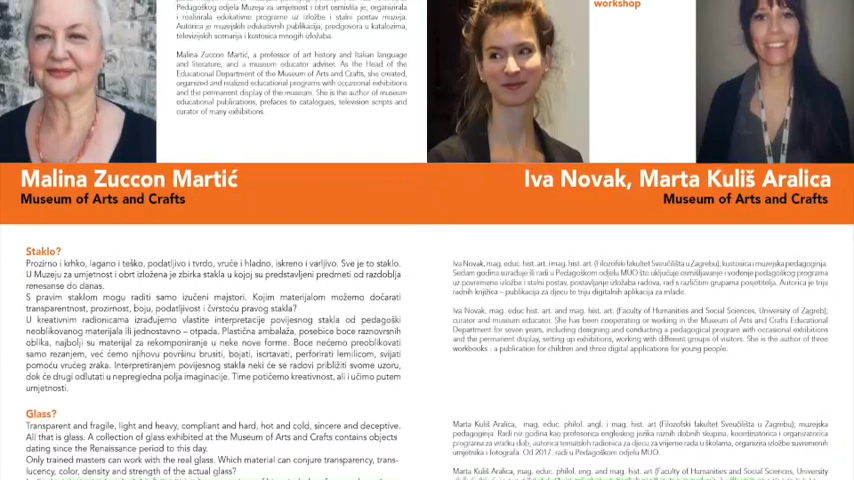 Pedagoškog odjela Muzeja za umjetnost i obrt osmislila je, organizirala
i realizirala edukativne programe uz izložbe i stalni postav muzeja.
Autorica je muzejskih edukativnih publikacija, predgovora u katalozima,
televizijskih scenarija i kustosica mnogih izložaba.
Malina Zuccon Martić, a professor of art history and Italian language
and literature, and a museum educator adviser. As the Head of the
Educational Department of the Museum of Arts and Crafts, she created,
organized and realized educational programs with occasional exhibitions
and the permanent display of the museum. She is the author of museum
educational publications, prefaces to catalogues, television scripts and
curator of many exhibitions.
workshop
Malina Zuccon Martić
Museum of Arts and Crafts
Iva Novak, Marta Kuliš Aralica
Museum of Arts and Crafts
Staklo?
Prozirno i krhko, lagano i teško, podatljivo i tvrdo, vruće i hladno, iskreno i varljivo. Sve je to staklo.
U Muzeju za umjetnost i obrt izložena je zbirka stakla u kojoj su predstavljeni predmeti od razdoblja
renesanse do danas.
S pravim staklom mogu raditi samo izučeni majstori. Kojim materijalom možemo dočarati
transparentnost, prozirnost, boju, podatljivost i čvrstoću pravog stakla?
U kreativnim radionicama izrađujemo vlastite interpretacije povijesnog stakla od pedagoški
neoblikovanog materijala ili jednostavno – otpada. Plastična ambalaža, posebice boce raznovrsnih
oblika, najbolji su materijal za rekomponiranje u neke nove forme. Boce nećemo preoblikovati
samo rezanjem, već ćemo njihovu površinu brusiti, bojati, iscrtavati, perforirati lemilicom, svijati
pomoću vrućeg zraka. Interpretiranjem povijesnog stakla neki će se radovi približiti svome uzoru,
dok će drugi odlutati u nepregledna polja imaginacije. Time potičemo kreativnost, ali i učimo putem
umjetnosti.
Glass?
Transparent and fragile, light and heavy, compliant and hard, hot and cold, sincere and deceptive.
All that is glass. A collection of glass exhibited at the Museum of Arts and Crafts contains objects
dating since the Renaissance period to this day.
Only trained masters can work with the real glass. Which material can conjure transparency, trans-
lucency, color, density and strength of the actual glass?
Iva Novak, mag. educ. hist. art. i mag. hist. art. (Filozofski fakultet Sveučilišta u Zagrebu); kustosica i muzejska pedagoginja.
Sedam godina surađuje ili radi u Pedagoškom odjelu MUO što uključuje osmišljavanje i vođenje pedagoškog programa
uz povremene izložbe i stalni postav, postavljanje izložaba radova, rad s različitim grupama posjetitelja. Autorica je triju
radnih knjižica – publikacija za djecu te triju digitalnih aplikacija za mlade.
Iva Novak, mag. educ hist. art. and mag. hist. art. (Faculty of Humanities and Social Sciences, University of Zagreb);
curator and museum educator. She has been cooperating or working in the Museum of Arts and Crafts Educational
Department for seven years, including designing and conducting a pedagogical program with occasional exhibitions
and the permanent display, setting up exhibitions, working with different groups of visitors. She is the author of three
workbooks - a publication for children and three digital applications for young people.
Marta Kuliš Aralica, mag. educ. philol. angl. i mag. hist. art (Filozofski fakultet Sveučilišta u Zagrebu); muzejska
pedagoginja. Radi niz godina kao profesorica engleskog jezika raznih dobnih skupina, koordinatorica i organizatorica
programa za vrtićku dob, autorica tematskih radionica za djecu za vrijeme rada u školama, organizira izložbe suvremenih
umjetnika i fotografa. Od 2017. radi u Pedagoškom odjelu MUO.
Marta Kuliš Aralica, mag. educ. philol. eng. and mag. hist. art (Faculty of Humanities and Social Sciences, University